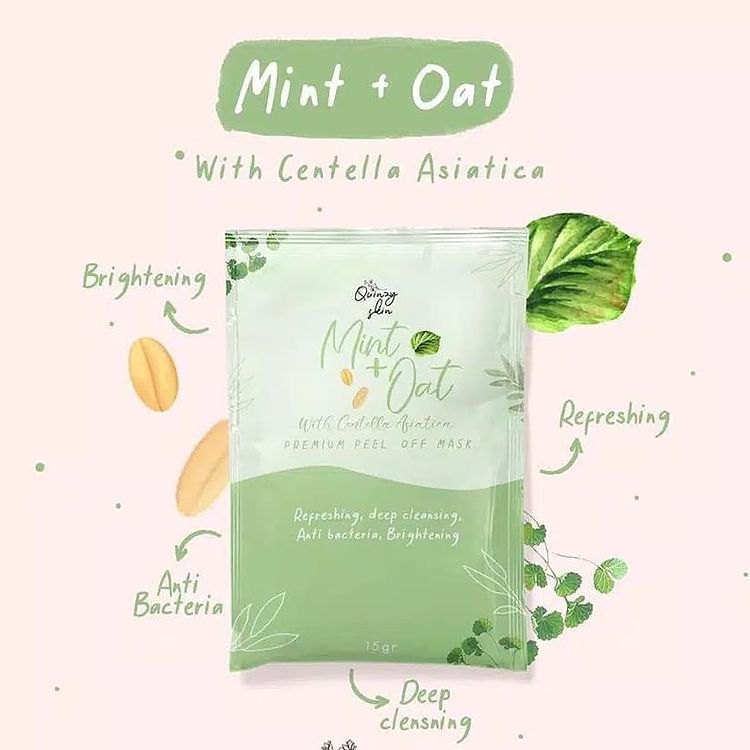 Mint + Oat
With Centella Asiatica
Brightening
Quinzy
skin
Mint
+ Oat
With Centella Asiatica
PREMIUM PEEL OFF MASK
Refreshing
Refreshing, deep cleansing,
Anti bacteria, Brightening
Anti
Bacteria
15gr
Deep
clensning